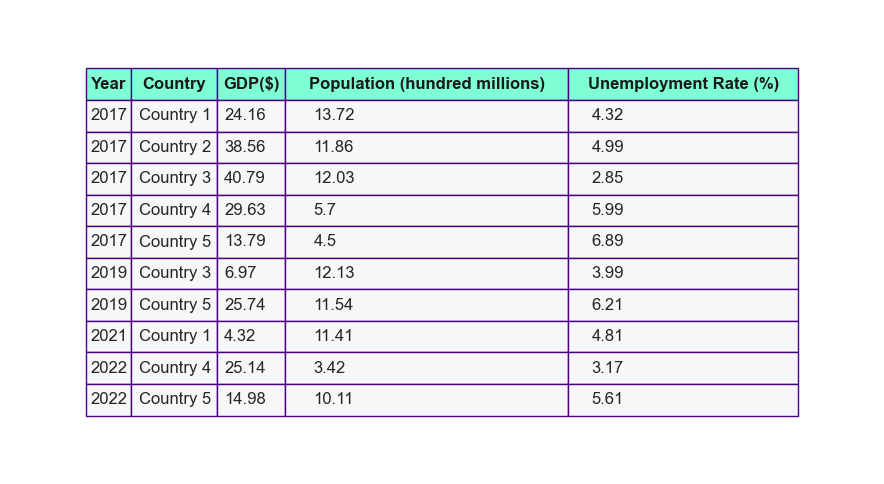 Year Country GDP($) Population (hundred millions) Unemployment Rate (%)
2017 Country 1 24.16 13.72 4.32
2017 Country 2 38.56 11.86 4.99
2017 Country 3 40.79 12.03 2.85
2017 Country 4 29.63 5.7 5.99
2017 Country 5 13.79 4.5 6.89
2019 Country 3 6.97 12.13 3.99
2019 Country 5 25.74 11.54 6.21
2021 Country 1 4.32 11.41 4.81
2022 Country 4 25.14 3.42 3.17
2022 Country 5 14.98 10.11 5.61